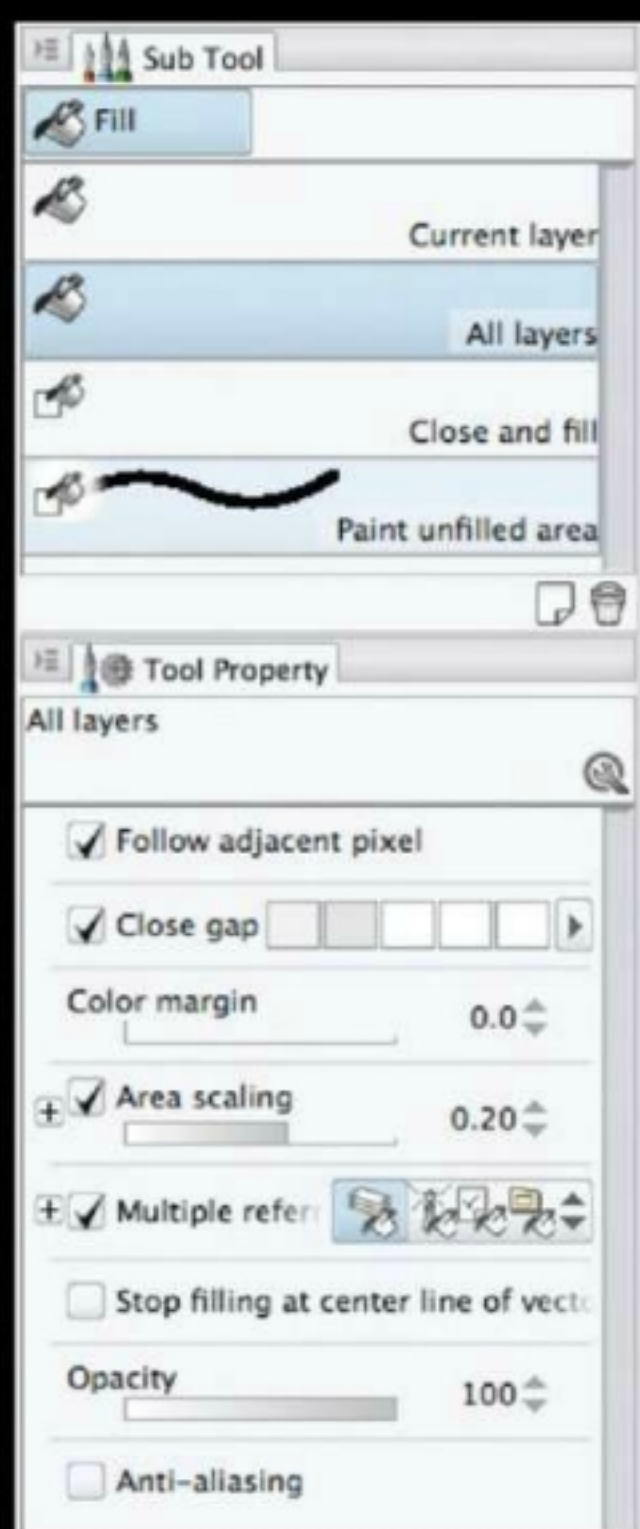 Sub Tool
Fill
Current layer
All layers
Close and fill
Paint unfilled area
Tool Property
All layers
Follow adjacent pixel
Close gap
Color margin 0.0
Area scaling 0.20
Multiple refer
Stop filling at center line of vect
Opacity 100
Anti-aliasing